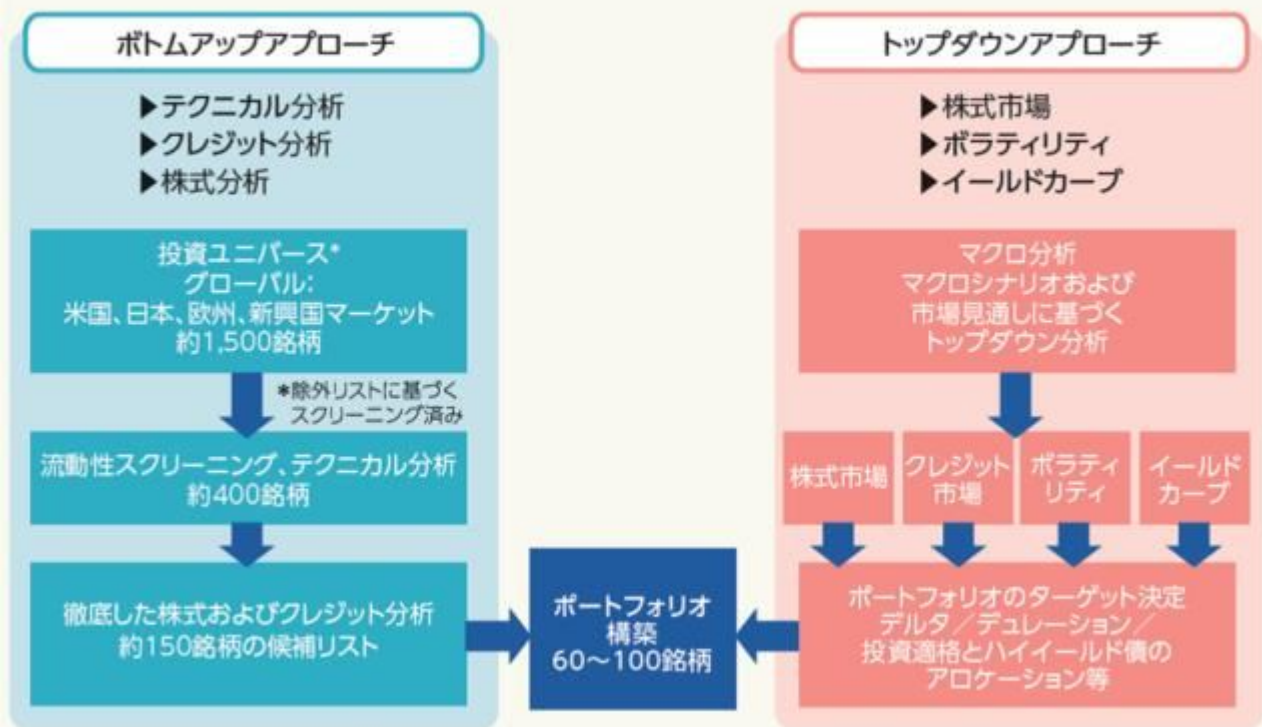 ボトムアップアプローチ
▶テクニカル分析
▶クレジット分析
▶株式分析
投資ユニバース*
グローバル:
米国、日本、欧州、新興国マーケット
約1,500銘柄
*除外リストに基づく
スクリーニング済み
流動性スクリーニング、テクニカル分析
約400銘柄
徹底した株式およびクレジット分析
約150銘柄の候補リスト
ポートフォリオ
構築
60～100銘柄
トップダウンアプローチ
▶株式市場
▶ボラティリティ
▶イールドカーブ
マクロ分析
マクロシナリオおよび
市場見通しに基づく
トップダウン分析
株式市場
クレジット
市場
ボラティ
リティ
イールド
カーブ
ポートフォリオのターゲット決定
デルタ／デュレーション／
投資適格とハイイールド債の
アロケーション等